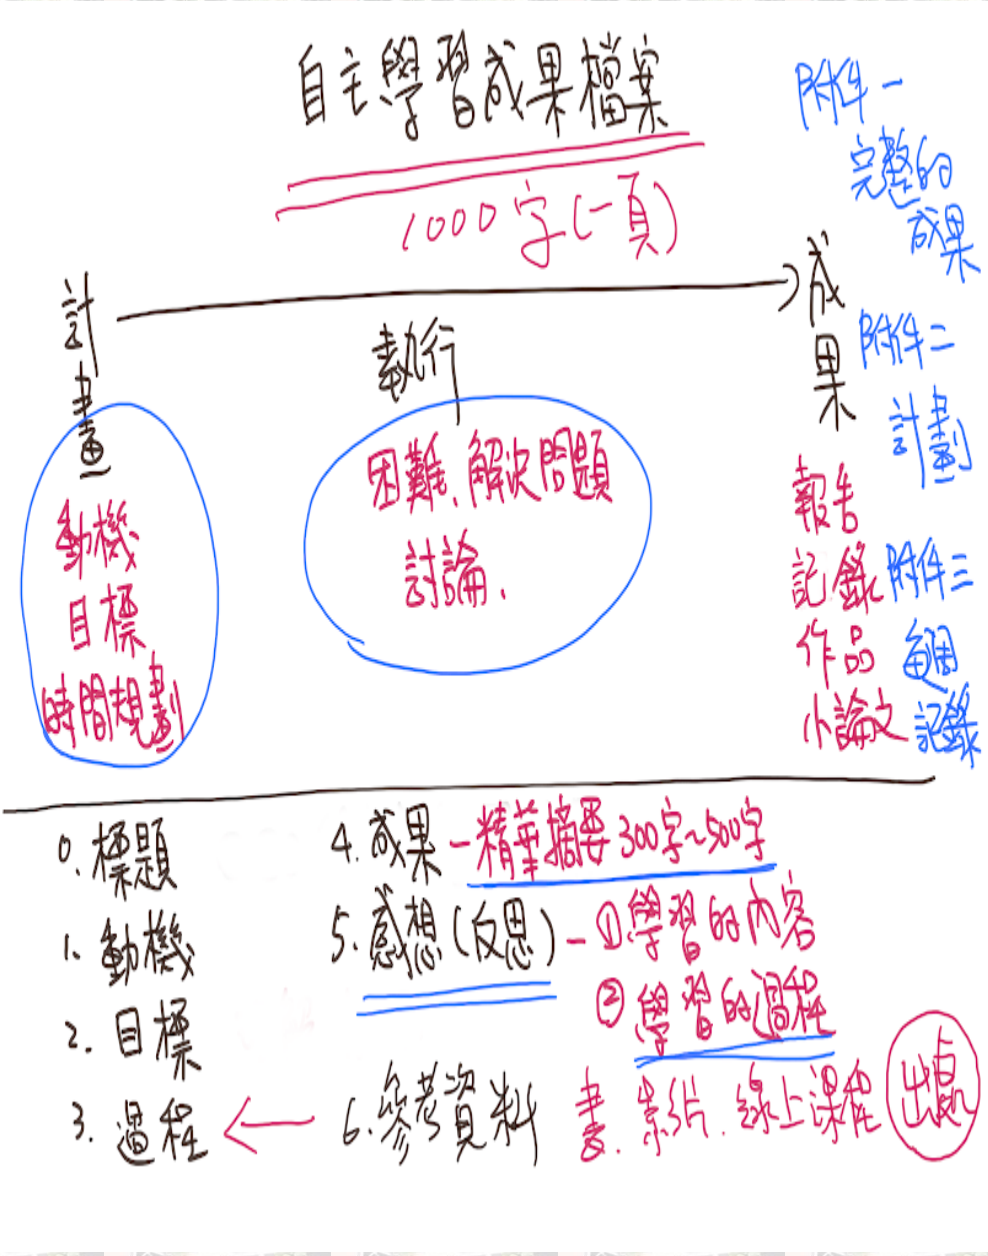 自主學習成果檔案
1000字(一頁)
附件一
完整的
成果
計畫
執行
成果
附件二
計劃
動機
目標
時間規劃
困難、解決問題
討論、
報告
記錄
作品
小論文
附件三
每週
記錄
0. 標題
1. 動機
2. 目標
3. 過程
4. 成果－精華摘要300字~500字
5. 感想(反思)－①學習的內容
②學習的過程
6. 參考資料 書、影片、線上課程 出處